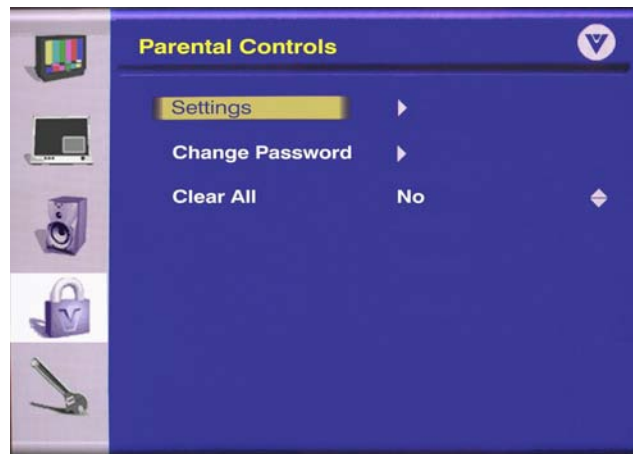 Parental Controls
Settings
Change Password
Clear All No